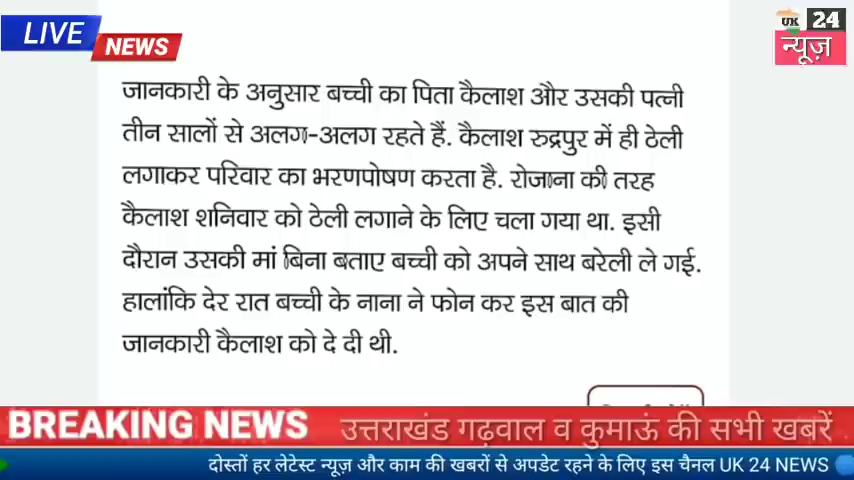 LIVE
NEWS
UK 24
न्यूज़
जानकारी के अनुसार बच्ची का पिता कैलाश और उसकी पत्नी
तीन सालों से अलग-अलग रहते हैं. कैलाश रुद्रपुर में ही ठेली
लगाकर परिवार का भरणपोषण करता है. रोजाना की तरह
कैलाश शनिवार को ठेली लगाने के लिए चला गया था. इसी
दौरान उसकी मां बिना बताए बच्ची को अपने साथ बरेली ले गई.
हालांकि देर रात बच्ची के नाना ने फोन कर इस बात की
जानकारी कैलाश को दे दी थी.
BREAKING NEWS उत्तराखंड गढ़वाल व कुमाऊं की सभी खबरें
दोस्तों हर लेटेस्ट न्यूज़ और काम की खबरों से अपडेट रहने के लिए इस चैनल UK 24 NEWS